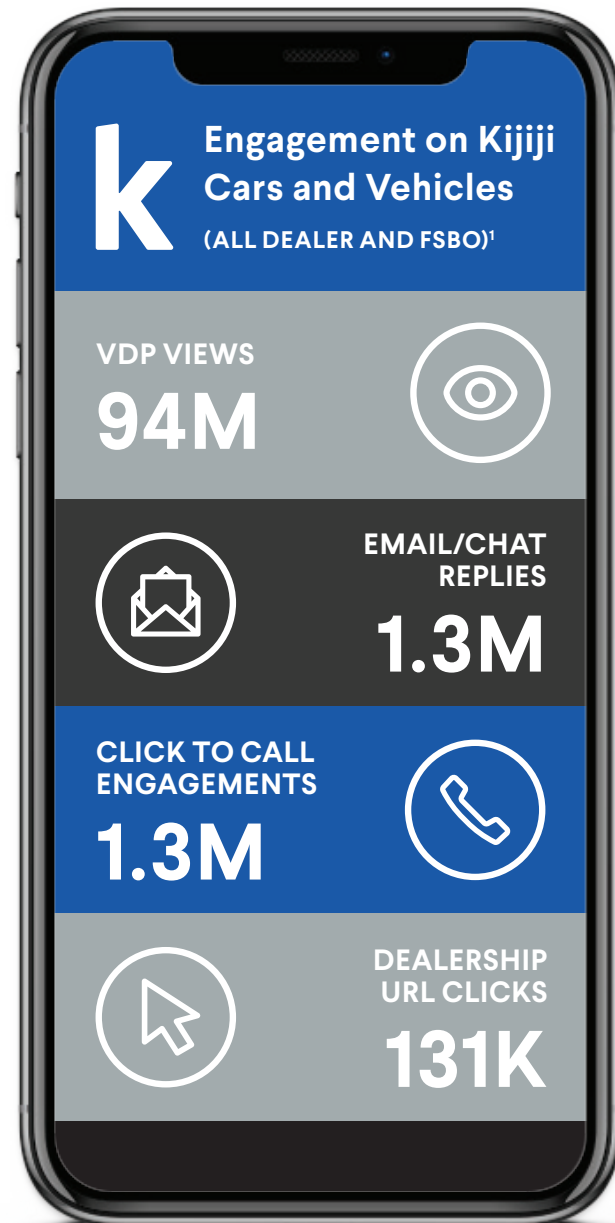 k
Engagement on Kijiji
Cars and Vehicles
(ALL DEALER AND FSBO)¹
VDP VIEWS
94M
EMAIL/CHAT
REPLIES
1.3M
CLICK TO CALL
ENGAGEMENTS
1.3M
DEALERSHIP
URL CLICKS
131K